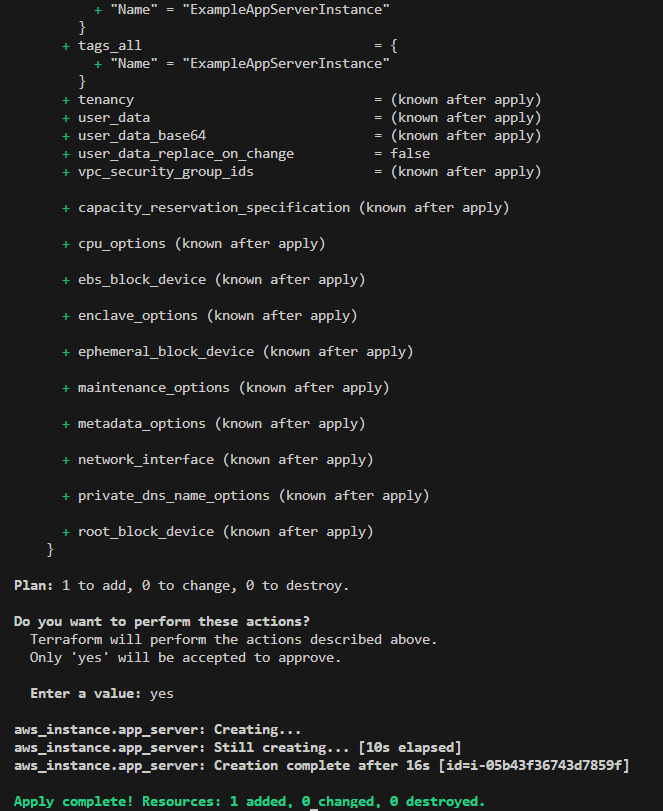 + "Name" = "ExampleAppServerInstance"
}
+ tags_all = {
+ "Name" = "ExampleAppServerInstance"
}
+ tenancy = (known after apply)
+ user_data = (known after apply)
+ user_data_base64 = (known after apply)
+ user_data_replace_on_change = false
+ vpc_security_group_ids = (known after apply)
+ capacity_reservation_specification (known after apply)
+ cpu_options (known after apply)
+ ebs_block_device (known after apply)
+ enclave_options (known after apply)
+ ephemeral_block_device (known after apply)
+ maintenance_options (known after apply)
+ metadata_options (known after apply)
+ network_interface (known after apply)
+ private_dns_name_options (known after apply)
+ root_block_device (known after apply)
}
Plan: 1 to add, 0 to change, 0 to destroy.
Do you want to perform these actions?
Terraform will perform the actions described above.
Only 'yes' will be accepted to approve.
Enter a value: yes
aws_instance.app_server: Creating...
aws_instance.app_server: Still creating... [10s elapsed]
aws_instance.app_server: Creation complete after 16s [id=i-05b43f36743d7859f]
Apply complete! Resources: 1 added, 0 changed, 0 destroyed.